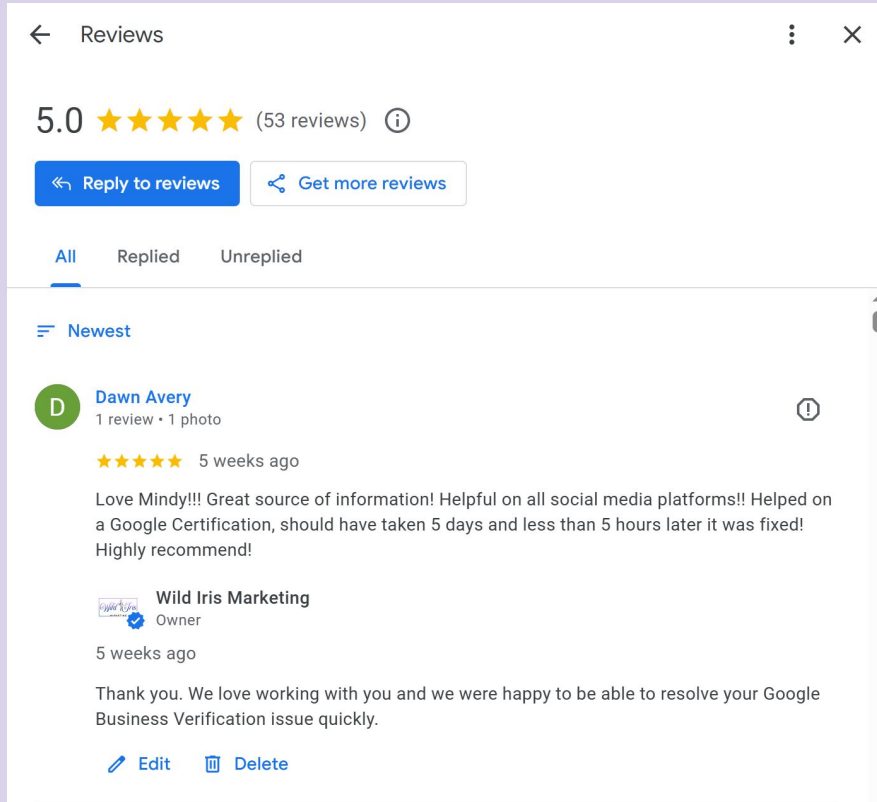 Reviews
5.0 (53 reviews)
Reply to reviews
Get more reviews
All Replied Unreplied
Newest
D
Dawn Avery
1 review • 1 photo
5 weeks ago
Love Mindy!!! Great source of information! Helpful on all social media platforms!! Helped on
a Google Certification, should have taken 5 days and less than 5 hours later it was fixed!
Highly recommend!
Wild Iris Marketing
Owner
5 weeks ago
Thank you. We love working with you and we were happy to be able to resolve your Google
Business Verification issue quickly.
Edit Delete